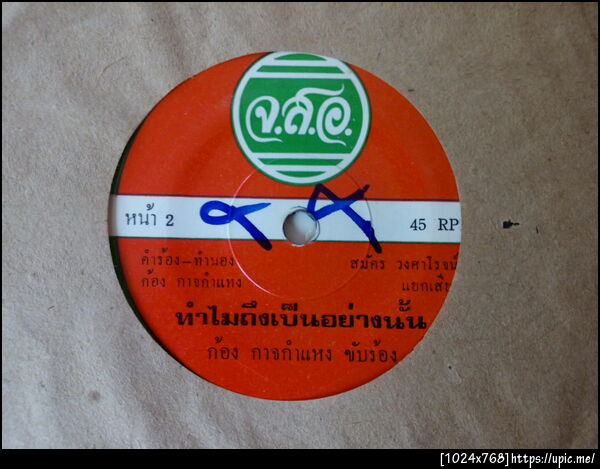 จ.ส.อ.
หน้า 2
45 RP
คำร้อง-ทำนอง
ก้อง กาจกำแหง
สมัคร วงศาโรจน์
แยกเสีย
ทำไมถึงเป็นอย่างนั้น
ก้อง กาจกำแหง ขับร้อง
[1024x768]https://upic.me/